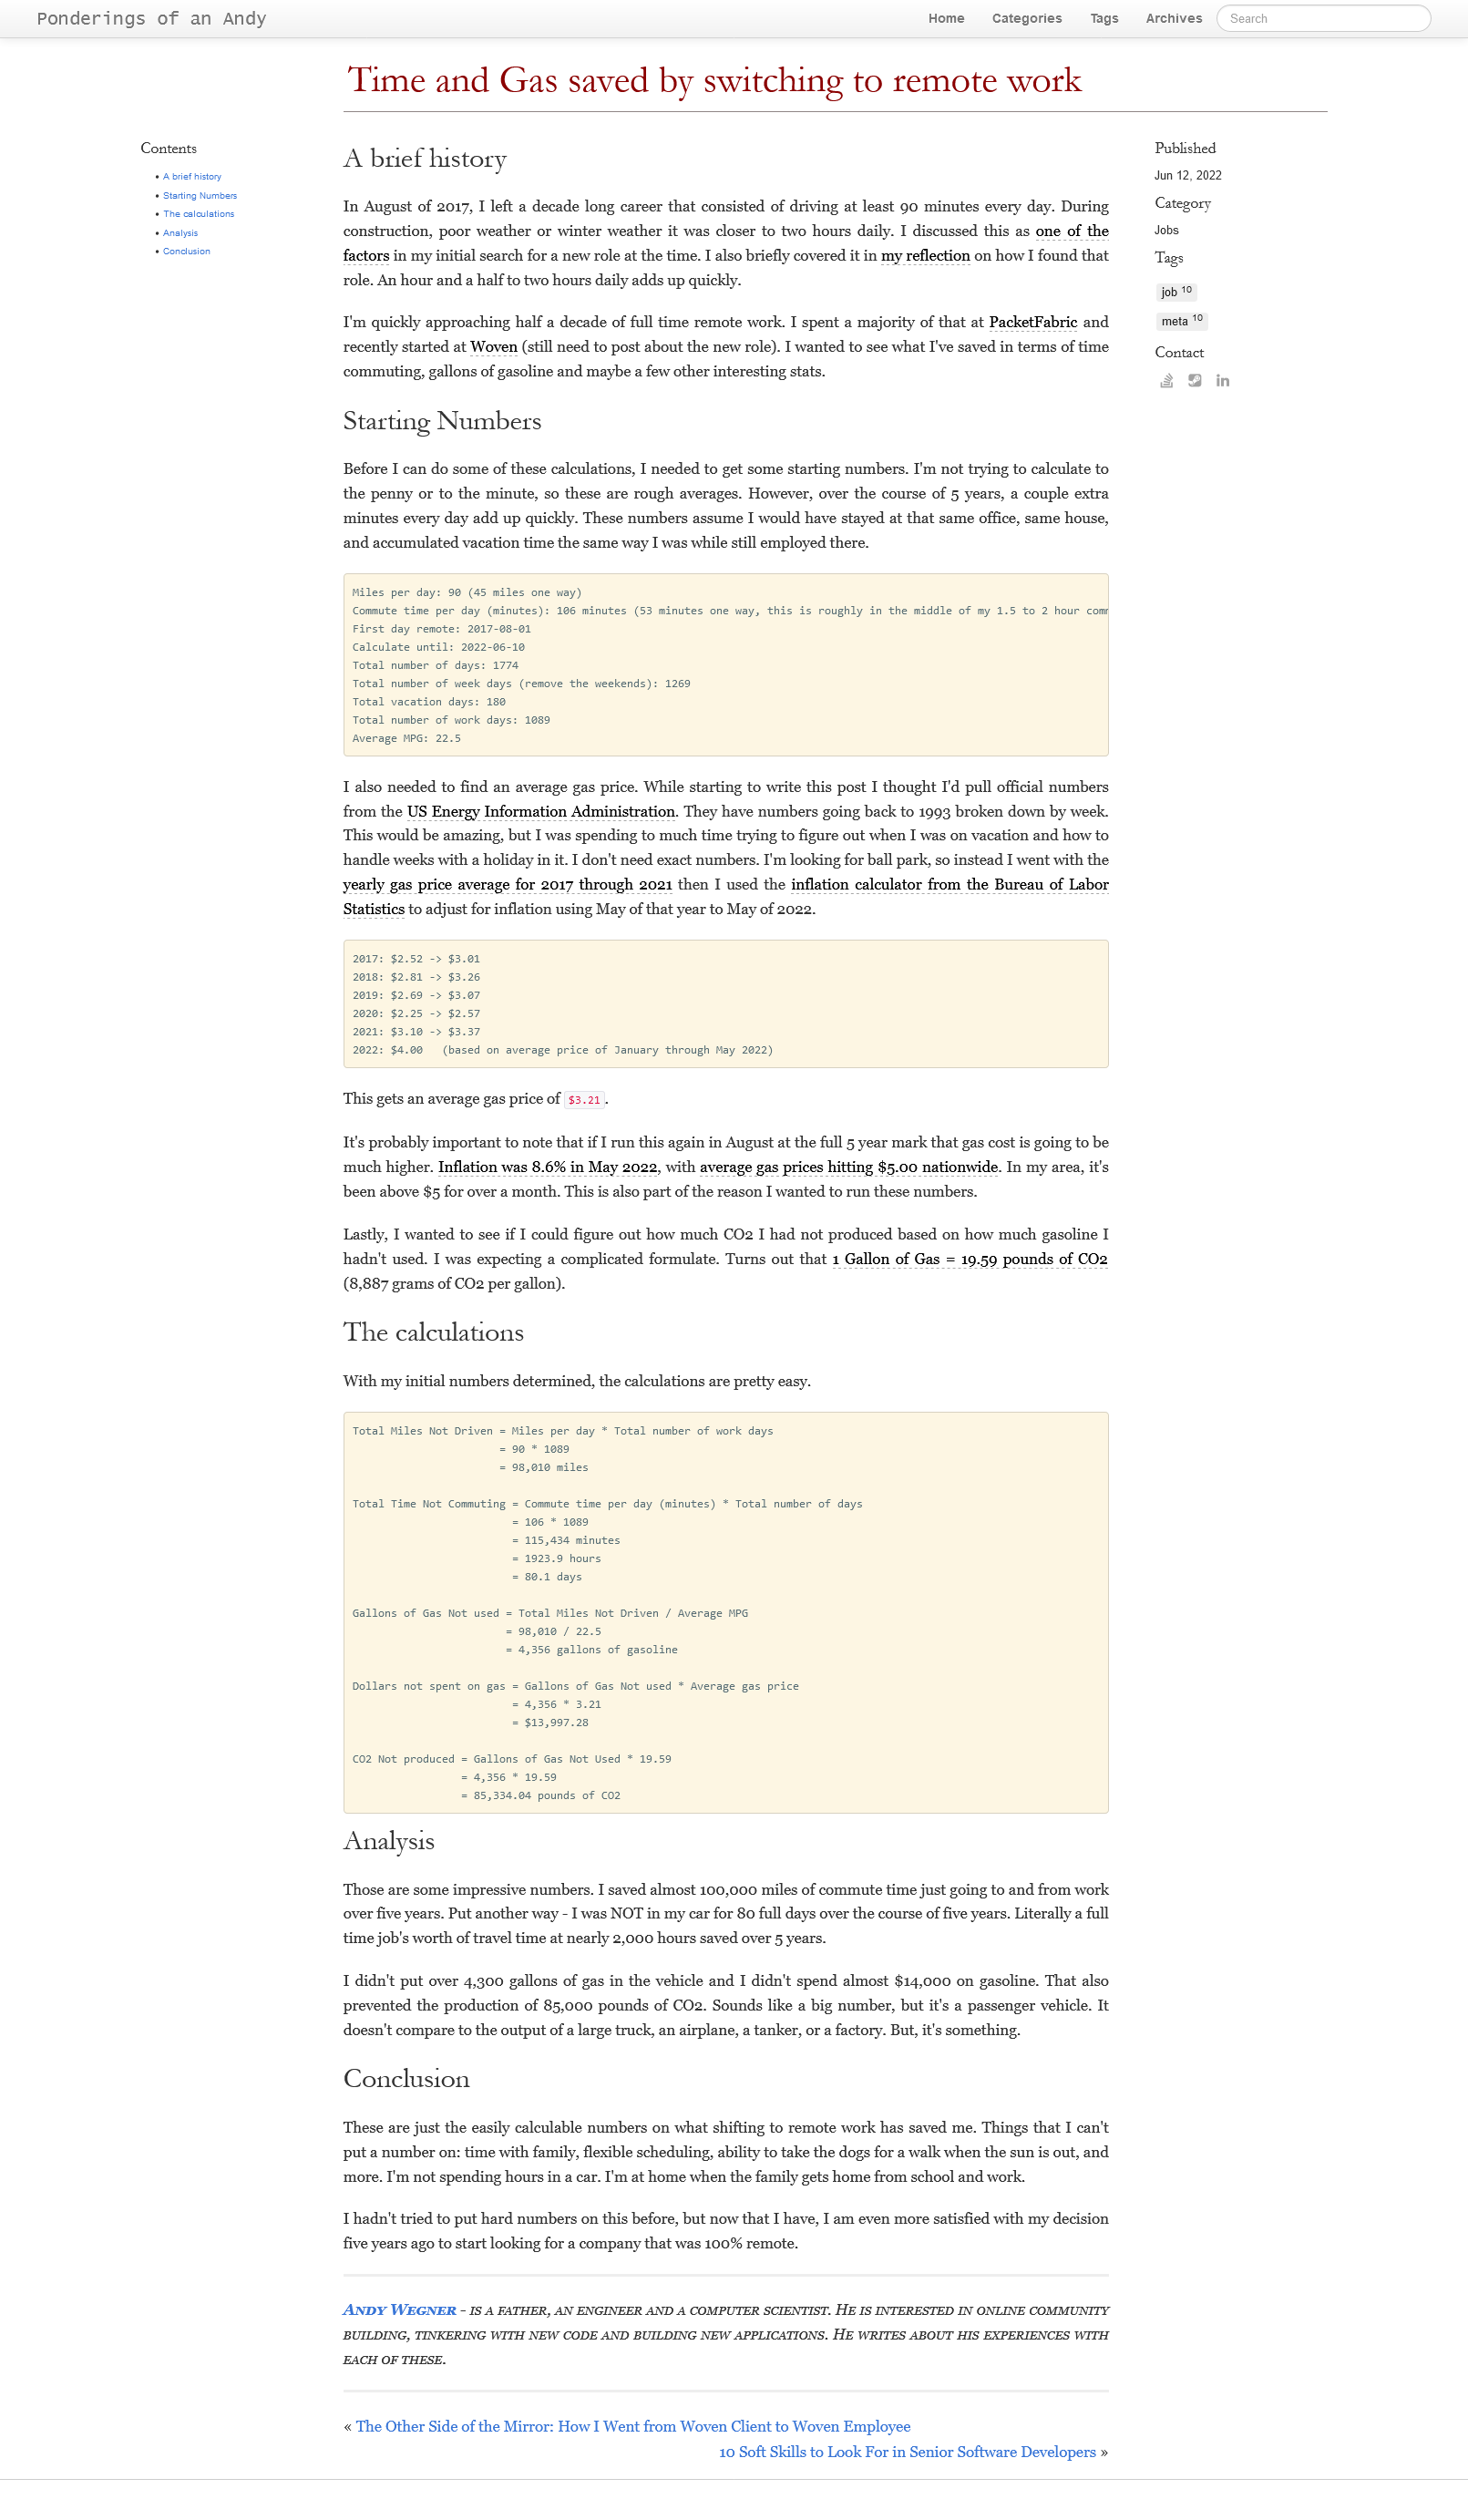 Ponderings of an Andy
Home
Categories
Tags
Archives
Search
Time and Gas saved by switching to remote work
Contents
• A brief history
• Starting Numbers
• The calculations
• Analysis
• Conclusion
A brief history
In August of 2017, I left a decade long career that consisted of driving at least 90 minutes every day. During
construction, poor weather or winter weather it was closer to two hours daily. I discussed this as one of the
factors in my initial search for a new role at the time. I also briefly covered it in my reflection on how I found that
role. An hour and a half to two hours daily adds up quickly.
I'm quickly approaching half a decade of full time remote work. I spent a majority of that at PacketFabric and
recently started at Woven (still need to post about the new role). I wanted to see what I've saved in terms of time
commuting, gallons of gasoline and maybe a few other interesting stats.
Starting Numbers
Before I can do some of these calculations, I needed to get some starting numbers. I'm not trying to calculate to
the penny or to the minute, so these are rough averages. However, over the course of 5 years, a couple extra
minutes every day add up quickly. These numbers assume I would have stayed at that same office, same house,
and accumulated vacation time the same way I was while still employed there.
Miles per day: 90 (45 miles one way)
Commute time per day (minutes): 106 minutes (53 minutes one way, this is roughly in the middle of my 1.5 to 2 hour com
First day remote: 2017-08-01
Calculate until: 2022-06-10
Total number of days: 1774
Total number of week days (remove the weekends): 1269
Total vacation days: 180
Total number of work days: 1089
Average MPG: 22.5
I also needed to find an average gas price. While starting to write this post I thought I'd pull official numbers
from the US Energy Information Administration. They have numbers going back to 1993 broken down by week.
This would be amazing, but I was spending to much time trying to figure out when I was on vacation and how to
handle weeks with a holiday in it. I don't need exact numbers. I'm looking for ball park, so instead I went with the
yearly gas price average for 2017 through 2021 then I used the inflation calculator from the Bureau of Labor
Statistics to adjust for inflation using May of that year to May of 2022.
2017: $2.52 -> $3.01
2018: $2.81 -> $3.26
2019: $2.69 -> $3.07
2020: $2.25 -> $2.57
2021: $3.10 -> $3.37
2022: $4.00   (based on average price of January through May 2022)
This gets an average gas price of $3.21.
It's probably important to note that if I run this again in August at the full 5 year mark that gas cost is going to be
much higher. Inflation was 8.6% in May 2022, with average gas prices hitting $5.00 nationwide. In my area, it's
been above $5 for over a month. This is also part of the reason I wanted to run these numbers.
Lastly, I wanted to see if I could figure out how much CO2 I had not produced based on how much gasoline I
hadn't used. I was expecting a complicated formulate. Turns out that 1 Gallon of Gas = 19.59 pounds of CO2
(8,887 grams of CO2 per gallon).
The calculations
With my initial numbers determined, the calculations are pretty easy.
Total Miles Not Driven = Miles per day * Total number of work days
= 90 * 1089
= 98,010 miles
Total Time Not Commuting = Commute time per day (minutes) * Total number of days
= 106 * 1089
= 115,434 minutes
= 1923.9 hours
= 80.1 days
Gallons of Gas Not used = Total Miles Not Driven / Average MPG
= 98,010 / 22.5
= 4,356 gallons of gasoline
Dollars not spent on gas = Gallons of Gas Not used * Average gas price
= 4,356 * 3.21
= $13,997.28
CO2 Not produced = Gallons of Gas Not Used * 19.59
= 4,356 * 19.59
= 85,334.04 pounds of CO2
Analysis
Those are some impressive numbers. I saved almost 100,000 miles of commute time just going to and from work
over five years. Put another way - I was NOT in my car for 80 full days over the course of five years. Literally a full
time job's worth of travel time at nearly 2,000 hours saved over 5 years.
I didn't put over 4,300 gallons of gas in the vehicle and I didn't spend almost $14,000 on gasoline. That also
prevented the production of 85,000 pounds of CO2. Sounds like a big number, but it's a passenger vehicle. It
doesn't compare to the output of a large truck, an airplane, a tanker, or a factory. But, it's something.
Conclusion
These are just the easily calculable numbers on what shifting to remote work has saved me. Things that I can't
put a number on: time with family, flexible scheduling, ability to take the dogs for a walk when the sun is out, and
more. I'm not spending hours in a car. I'm at home when the family gets home from school and work.
I hadn't tried to put hard numbers on this before, but now that I have, I am even more satisfied with my decision
five years ago to start looking for a company that was 100% remote.
Andy Wegner - is a father, an engineer and a computer scientist. He is interested in online community
building, tinkering with new code and building new applications. He writes about his experiences with
each of these.
« The Other Side of the Mirror: How I Went from Woven Client to Woven Employee
10 Soft Skills to Look For in Senior Software Developers »
Published
Jun 12, 2022
Category
Jobs
Tags
job 10
meta 10
Contact